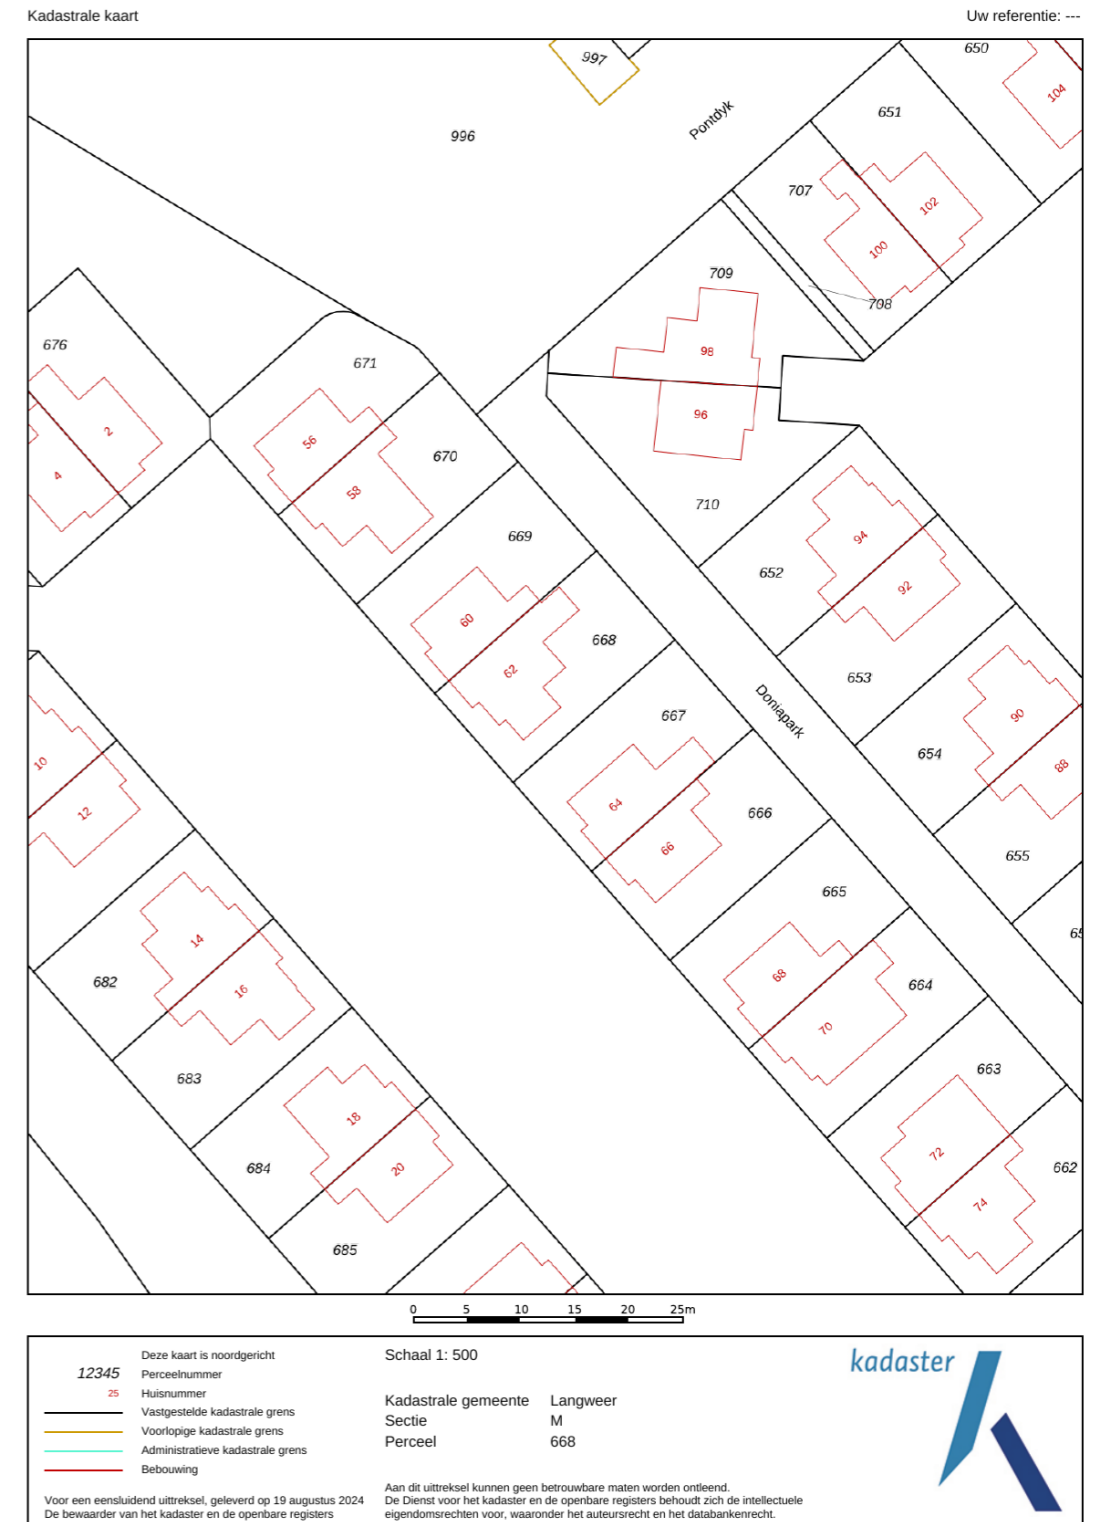 Kadastrale kaart
Uw referentie: ---
997
650
104
996
Pontdyk
651
707
102
100
709
708
676
671
98
96
2
56
4
58
670
710
669
94
652
92
60
668
62
653
667
Doniapark
90
654
10
88
12
64
666
66
655
665
65
14
682
68
664
16
70
683
663
18
72
684
20
662
74
685
0 5 10 15 20 25m
Deze kaart is noordgericht
12345 Perceelnummer
25 Huisnummer
Vastgestelde kadastrale grens
Voorlopige kadastrale grens
Administratieve kadastrale grens
Bebouwing
Voor een eensluidend uittreksel, geleverd op 19 augustus 2024
De bewaarder van het kadaster en de openbare registers
Schaal 1: 500
Kadastrale gemeente Langweer
Sectie M
Perceel 668
Aan dit uittreksel kunnen geen betrouwbare maten worden ontleend.
De Dienst voor het kadaster en de openbare registers behoudt zich de intellectuele
eigendomsrechten voor, waaronder het auteursrecht en het databankenrecht.
kadaster